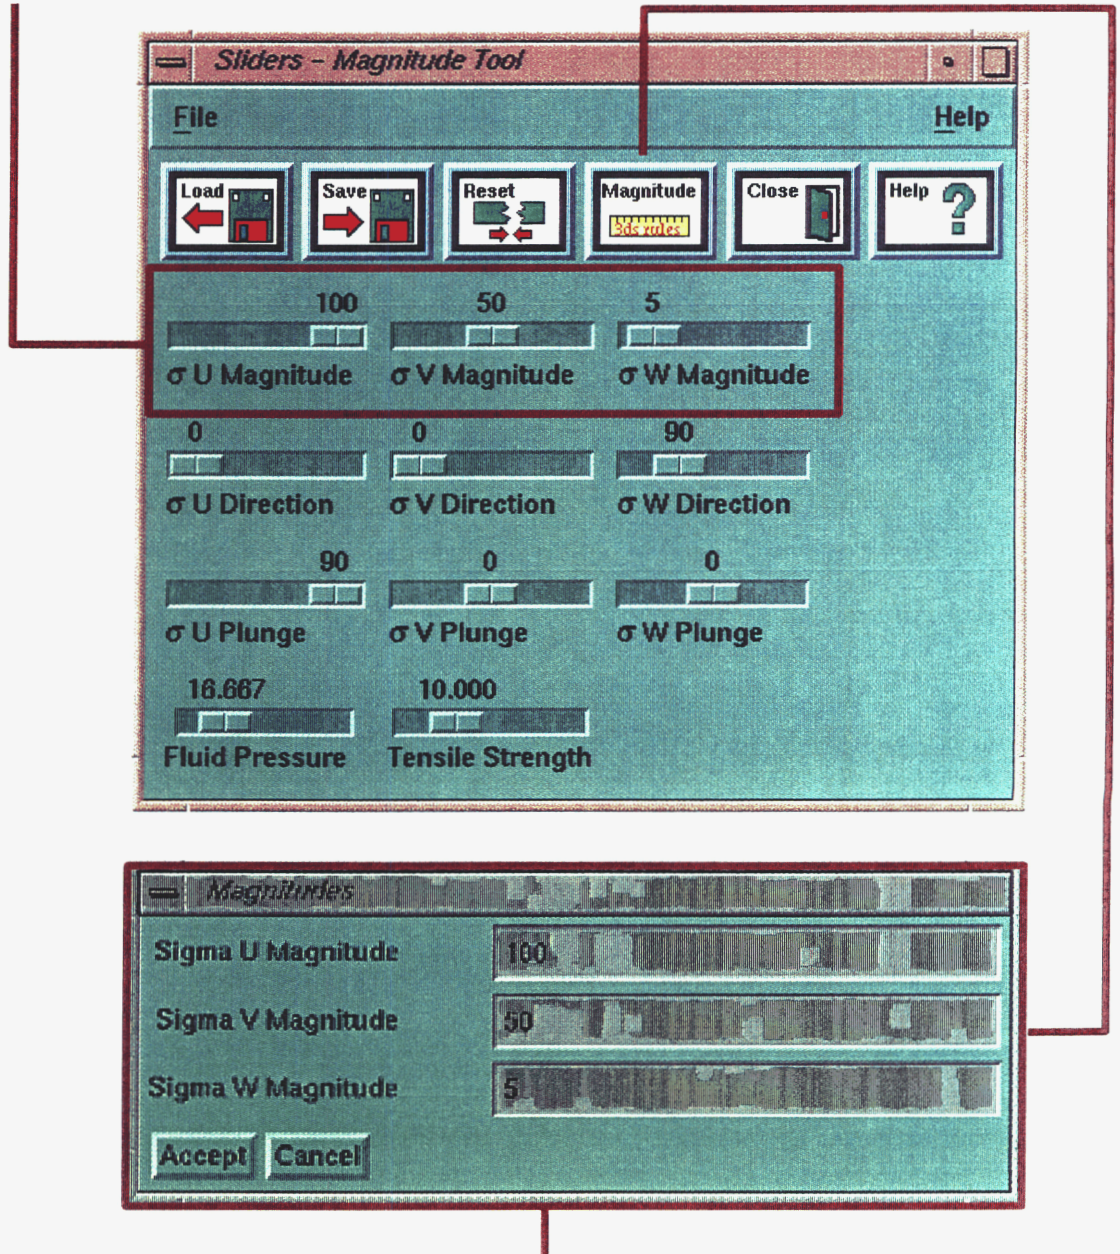 Sliders - Magnitude Tool
File Help
Load Save Reset Magnitude Close Help
3ds rules
100 50 5
σ U Magnitude σ V Magnitude σ W Magnitude
0 0 90
σ U Direction σ V Direction σ W Direction
90 0 0
σ U Plunge σ V Plunge σ W Plunge
16.667 10.000
Fluid Pressure Tensile Strength
Magnitudes
Sigma U Magnitude 100
Sigma V Magnitude 50
Sigma W Magnitude 5
Accept Cancel